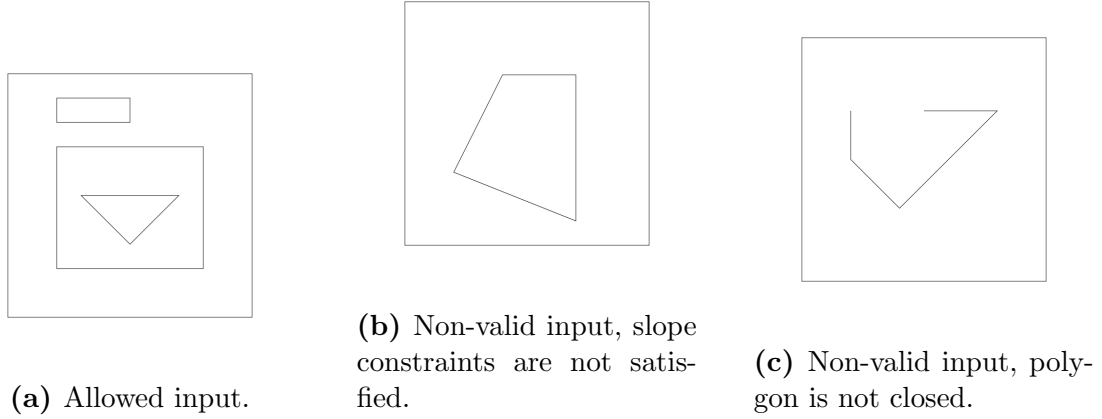 (a) Allowed input.
(b) Non-valid input, slope
constraints are not satis-
fied.
(c) Non-valid input, poly-
gon is not closed.